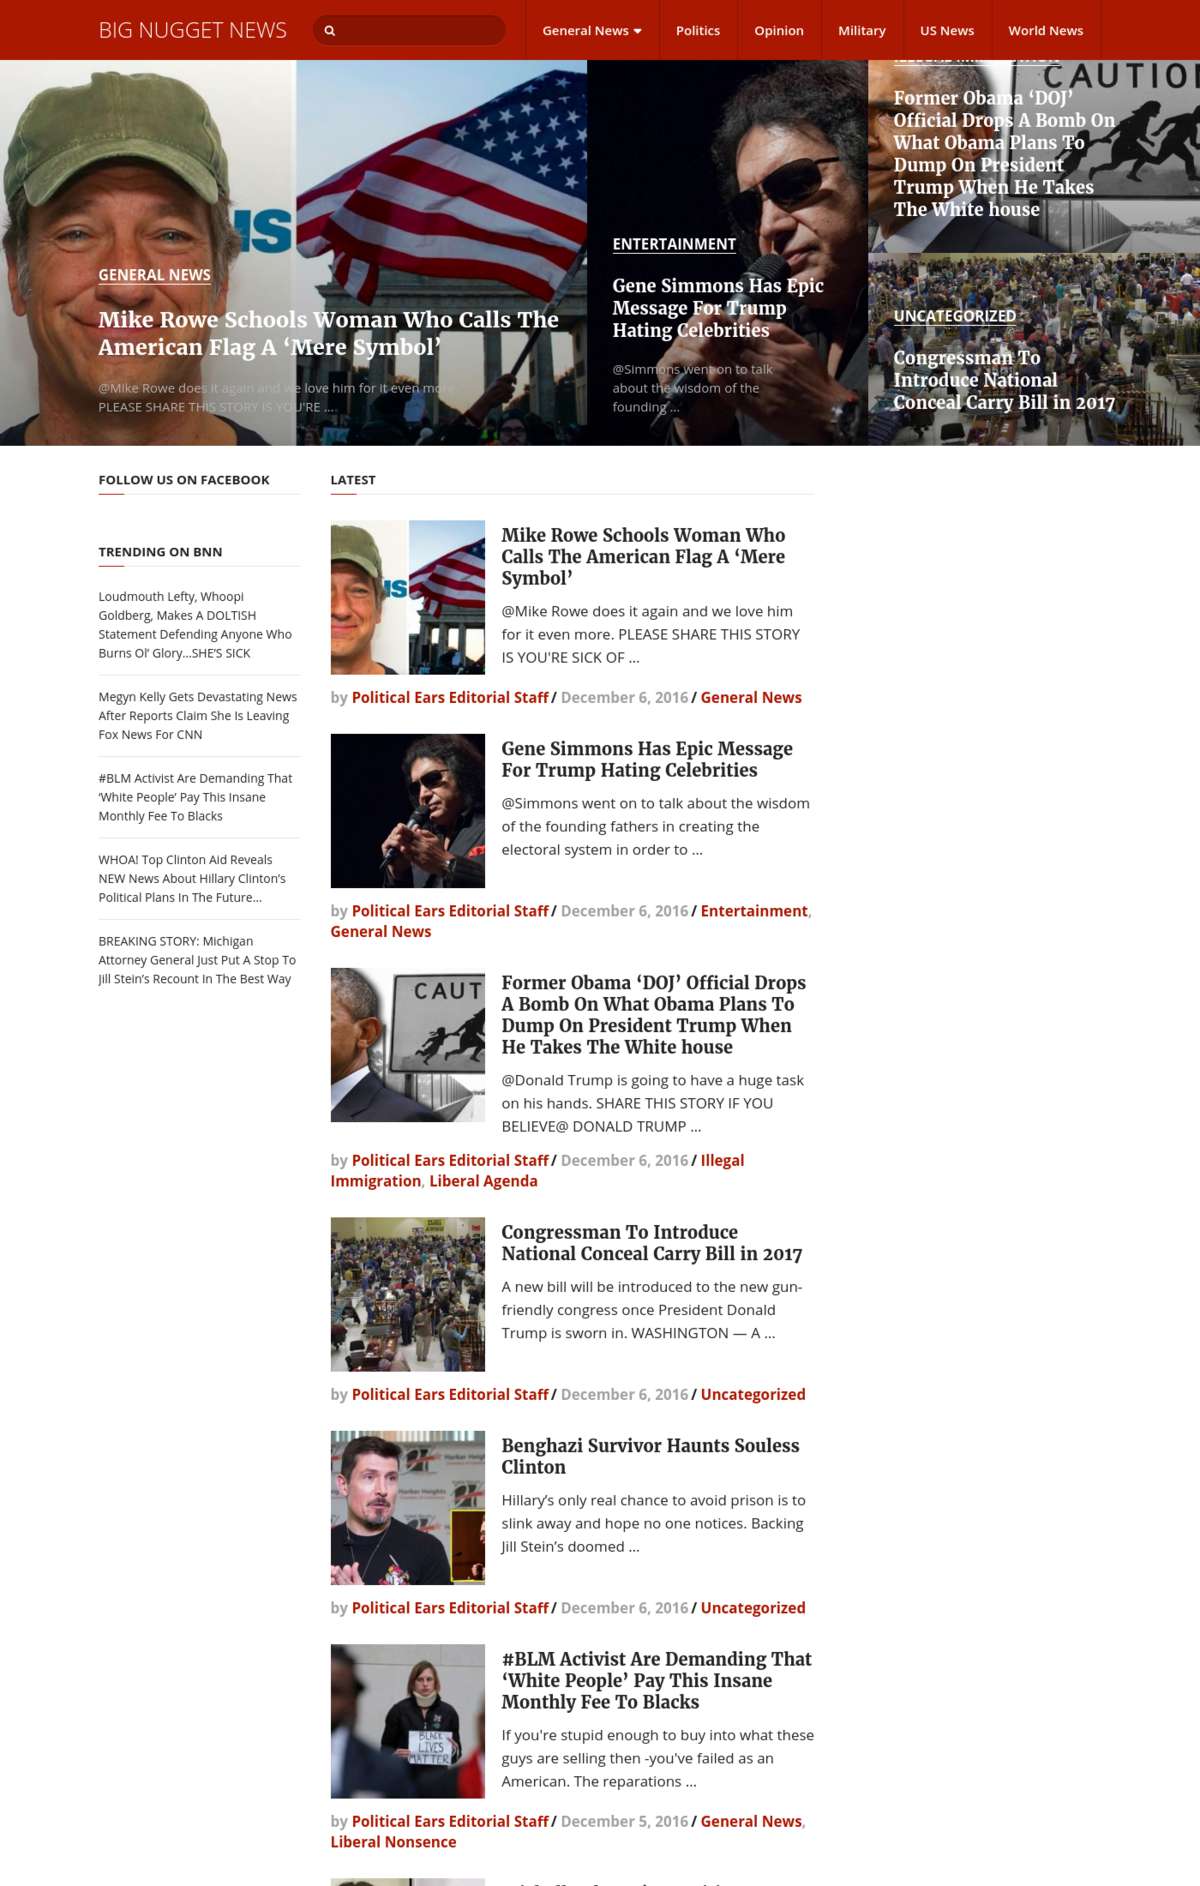 BIG NUGGET NEWS
General News
Politics
Opinion
Military
US News
World News
US
GENERAL NEWS
Mike Rowe Schools Woman Who Calls The
American Flag A ‘Mere Symbol’
@Mike Rowe does it again and we love him for it even more.
PLEASE SHARE THIS STORY IS YOU'RE ...
ENTERTAINMENT
Gene Simmons Has Epic
Message For Trump
Hating Celebrities
@Simmons went on to talk
about the wisdom of the
founding ...
CAUTION
Former Obama ‘DOJ’
Official Drops A Bomb On
What Obama Plans To
Dump On President
Trump When He Takes
The White house
UNCATEGORIZED
Congressman To
Introduce National
Conceal Carry Bill in 2017
FOLLOW US ON FACEBOOK
TRENDING ON BNN
Loudmouth Lefty, Whoopi
Goldberg, Makes A DOLTISH
Statement Defending Anyone Who
Burns Ol’ Glory…SHE’S SICK
Megyn Kelly Gets Devastating News
After Reports Claim She Is Leaving
Fox News For CNN
#BLM Activist Are Demanding That
‘White People’ Pay This Insane
Monthly Fee To Blacks
WHOA! Top Clinton Aid Reveals
NEW News About Hillary Clinton’s
Political Plans In The Future…
BREAKING STORY: Michigan
Attorney General Just Put A Stop To
Jill Stein’s Recount In The Best Way
LATEST
us
Mike Rowe Schools Woman Who
Calls The American Flag A ‘Mere
Symbol’
@Mike Rowe does it again and we love him
for it even more. PLEASE SHARE THIS STORY
IS YOU'RE SICK OF ...
by Political Ears Editorial Staff / December 6, 2016 / General News
Gene Simmons Has Epic Message
For Trump Hating Celebrities
@Simmons went on to talk about the wisdom
of the founding fathers in creating the
electoral system in order to ...
by Political Ears Editorial Staff / December 6, 2016 / Entertainment,
General News
CAUT
Former Obama ‘DOJ’ Official Drops
A Bomb On What Obama Plans To
Dump On President Trump When
He Takes The White house
@Donald Trump is going to have a huge task
on his hands. SHARE THIS STORY IF YOU
BELIEVE@ DONALD TRUMP ...
by Political Ears Editorial Staff / December 6, 2016 / Illegal
Immigration, Liberal Agenda
Congressman To Introduce
National Conceal Carry Bill in 2017
A new bill will be introduced to the new gun-
friendly congress once President Donald
Trump is sworn in. WASHINGTON — A ...
by Political Ears Editorial Staff / December 6, 2016 / Uncategorized
Harker Heights
Benghazi Survivor Haunts Souless
Clinton
Hillary’s only real chance to avoid prison is to
slink away and hope no one notices. Backing
Jill Stein’s doomed ...
by Political Ears Editorial Staff / December 6, 2016 / Uncategorized
BLACK
LIVES
MATTER
#BLM Activist Are Demanding That
‘White People’ Pay This Insane
Monthly Fee To Blacks
If you're stupid enough to buy into what these
guys are selling then -you've failed as an
American. The reparations ...
by Political Ears Editorial Staff / December 5, 2016 / General News,
Liberal Nonsence